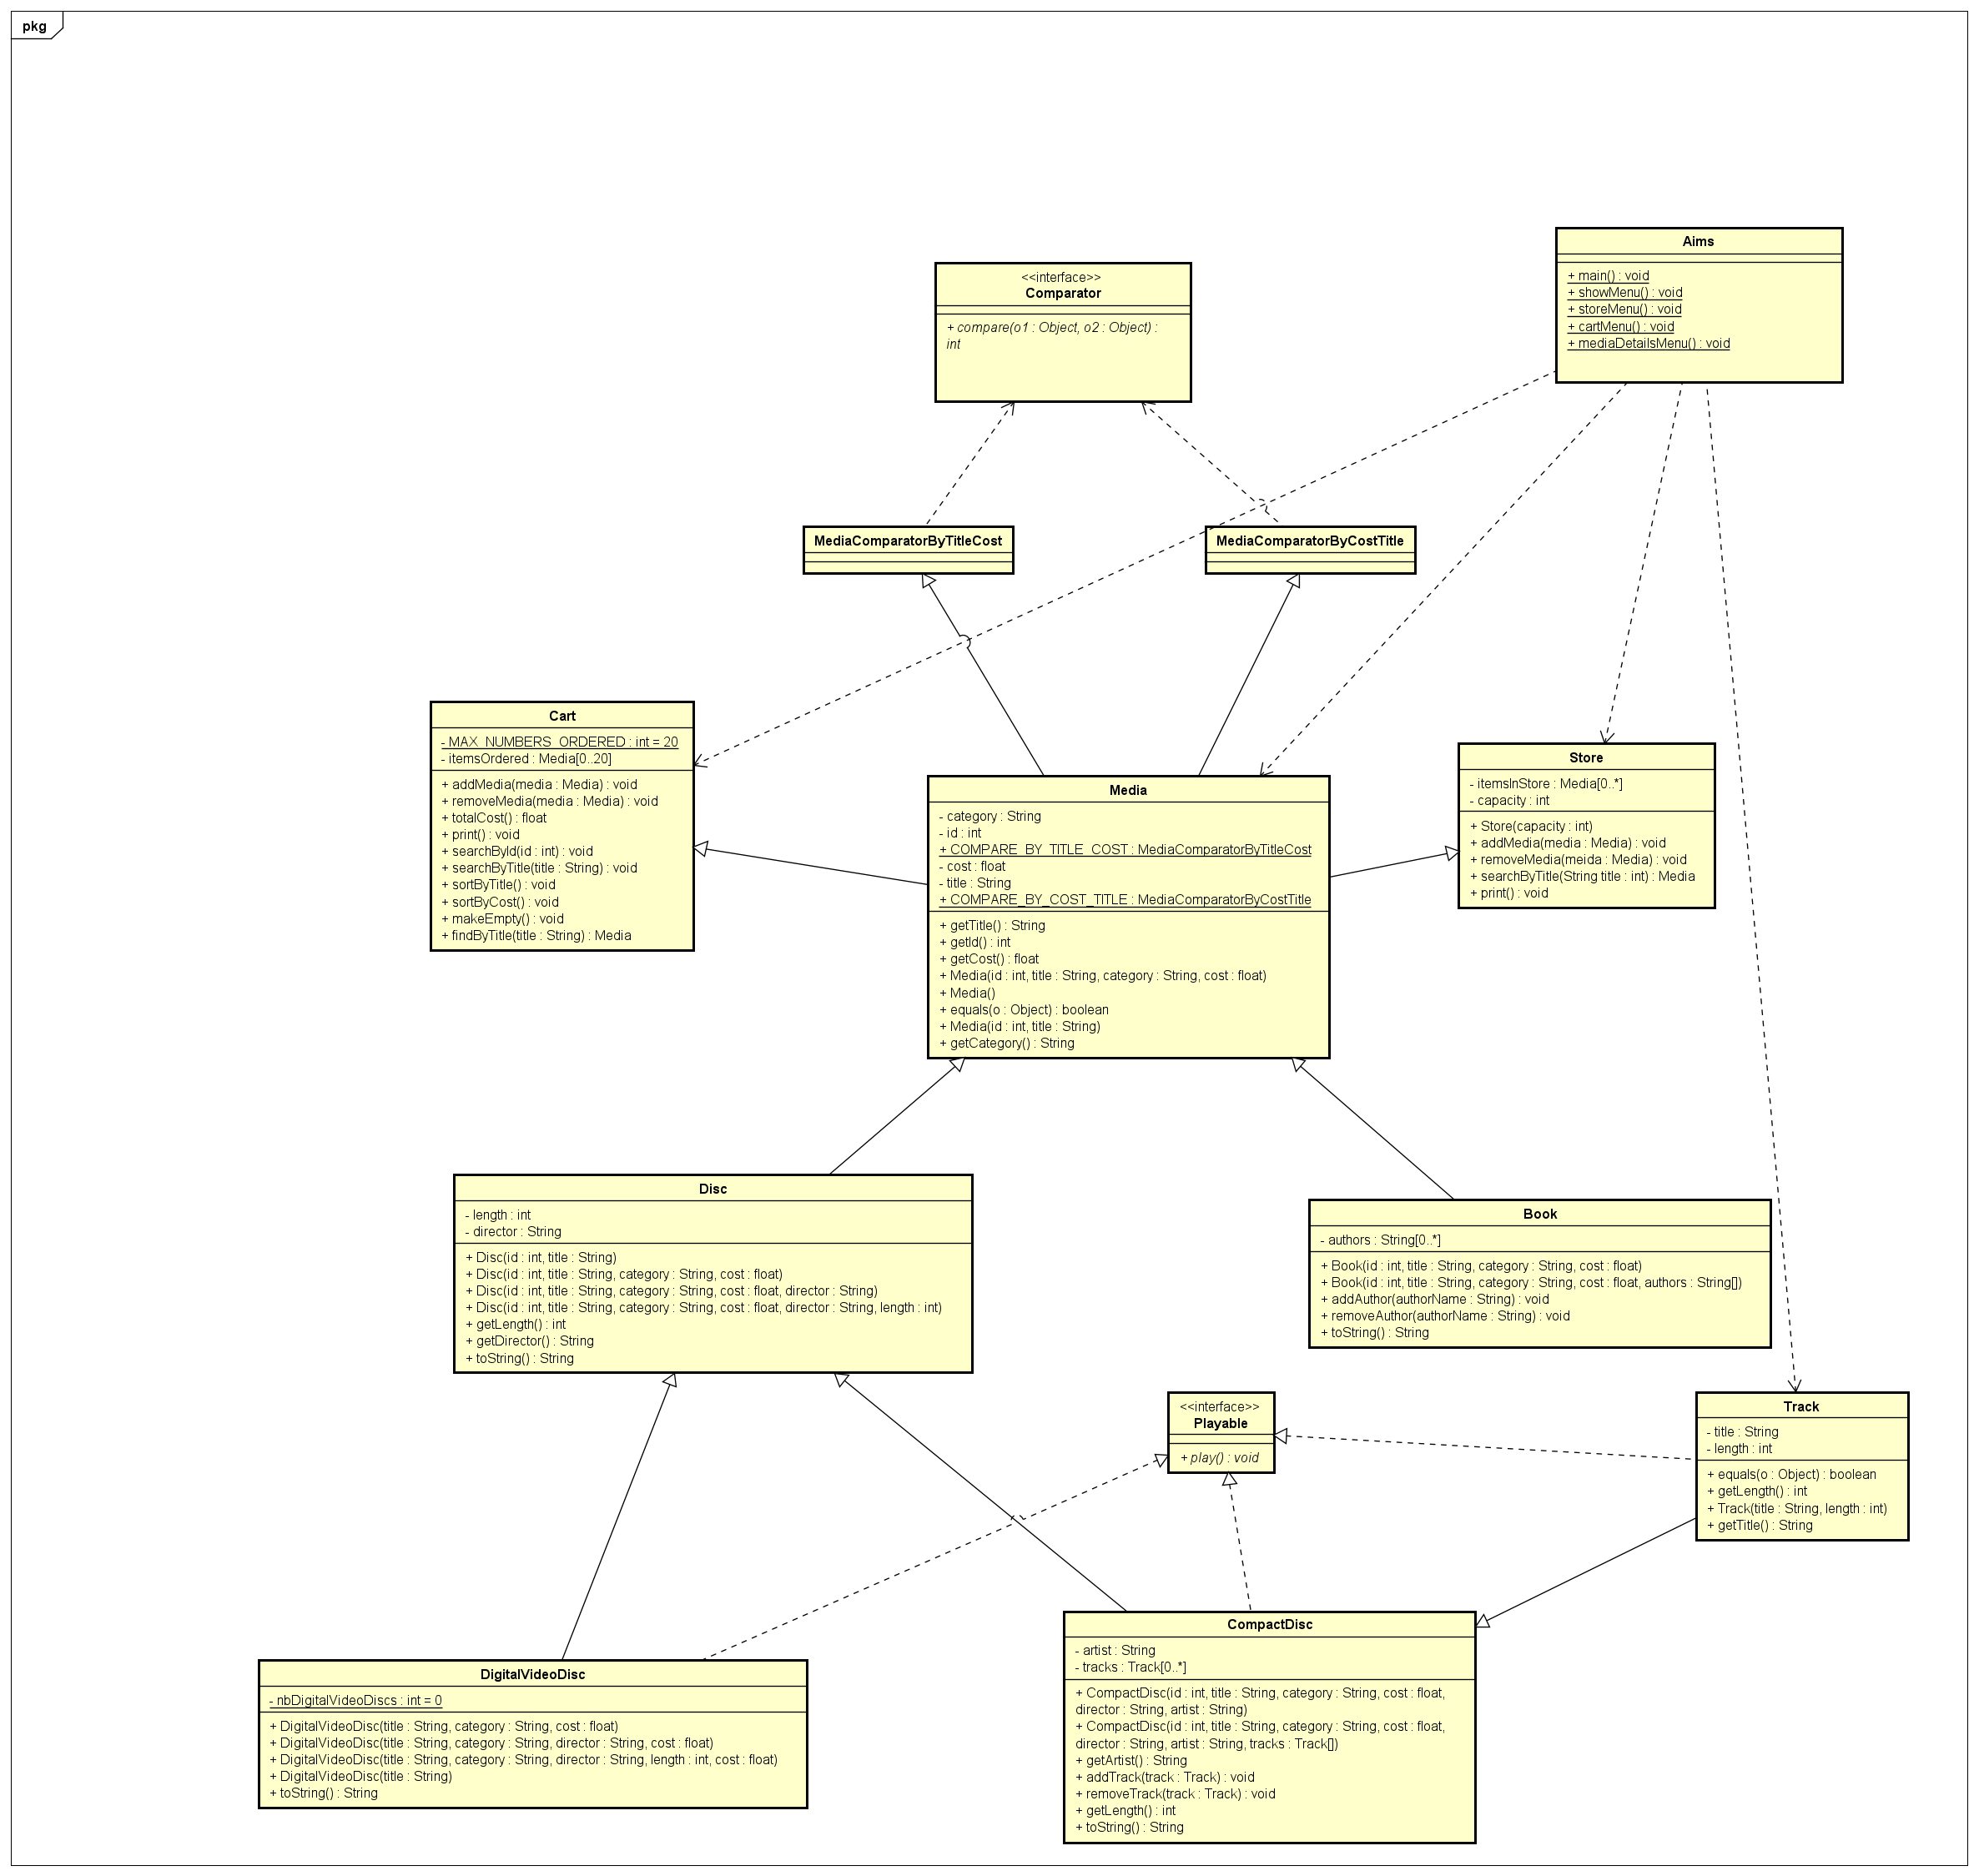 pkg
Aims
+ main() : void
+ showMenu() : void
+ storeMenu() : void
+ cartMenu() : void
+ mediaDetailsMenu() : void
<<interface>>
Comparator
+ compare(o1 : Object, o2 : Object) :
int
MediaComparatorByTitleCost
MediaComparatorByCostTitle
Cart
- MAX_NUMBERS_ORDERED : int = 20
- itemsOrdered : Media[0..20]
+ addMedia(media : Media) : void
+ removeMedia(media : Media) : void
+ totalCost() : float
+ print() : void
+ searchById(id : int) : void
+ searchByTitle(title : String) : void
+ sortByTitle() : void
+ sortByCost() : void
+ makeEmpty() : void
+ findByTitle(title : String) : Media
Media
- category : String
- id : int
+ COMPARE_BY_TITLE_COST : MediaComparatorByTitleCost
- cost : float
- title : String
+ COMPARE_BY_COST_TITLE : MediaComparatorByCostTitle
+ getTitle() : String
+ getId() : int
+ getCost() : float
+ Media(id : int, title : String, category : String, cost : float)
+ Media()
+ equals(o : Object) : boolean
+ Media(id : int, title : String)
+ getCategory() : String
Store
- itemsInStore : Media[0..*]
- capacity : int
+ Store(capacity : int)
+ addMedia(media : Media) : void
+ removeMedia(meida : Media) : void
+ searchByTitle(String title : int) : Media
+ print() : void
Disc
- length : int
- director : String
+ Disc(id : int, title : String)
+ Disc(id : int, title : String, category : String, cost : float)
+ Disc(id : int, title : String, category : String, cost : float, director : String)
+ Disc(id : int, title : String, category : String, cost : float, director : String, length : int)
+ getLength() : int
+ getDirector() : String
+ toString() : String
Book
- authors : String[0..*]
+ Book(id : int, title : String, category : String, cost : float)
+ Book(id : int, title : String, category : String, cost : float, authors : String[])
+ addAuthor(authorName : String) : void
+ removeAuthor(authorName : String) : void
+ toString() : String
<<interface>>
Playable
+ play() : void
Track
- title : String
- length : int
+ equals(o : Object) : boolean
+ getLength() : int
+ Track(title : String, length : int)
+ getTitle() : String
DigitalVideoDisc
- nbDigitalVideoDiscs : int = 0
+ DigitalVideoDisc(title : String, category : String, cost : float)
+ DigitalVideoDisc(title : String, category : String, director : String, cost : float)
+ DigitalVideoDisc(title : String, category : String, director : String, length : int, cost : float)
+ DigitalVideoDisc(title : String)
+ toString() : String
CompactDisc
- artist : String
- tracks : Track[0..*]
+ CompactDisc(id : int, title : String, category : String, cost : float,
director : String, artist : String)
+ CompactDisc(id : int, title : String, category : String, cost : float,
director : String, artist : String, tracks : Track[])
+ getArtist() : String
+ addTrack(track : Track) : void
+ removeTrack(track : Track) : void
+ getLength() : int
+ toString() : String